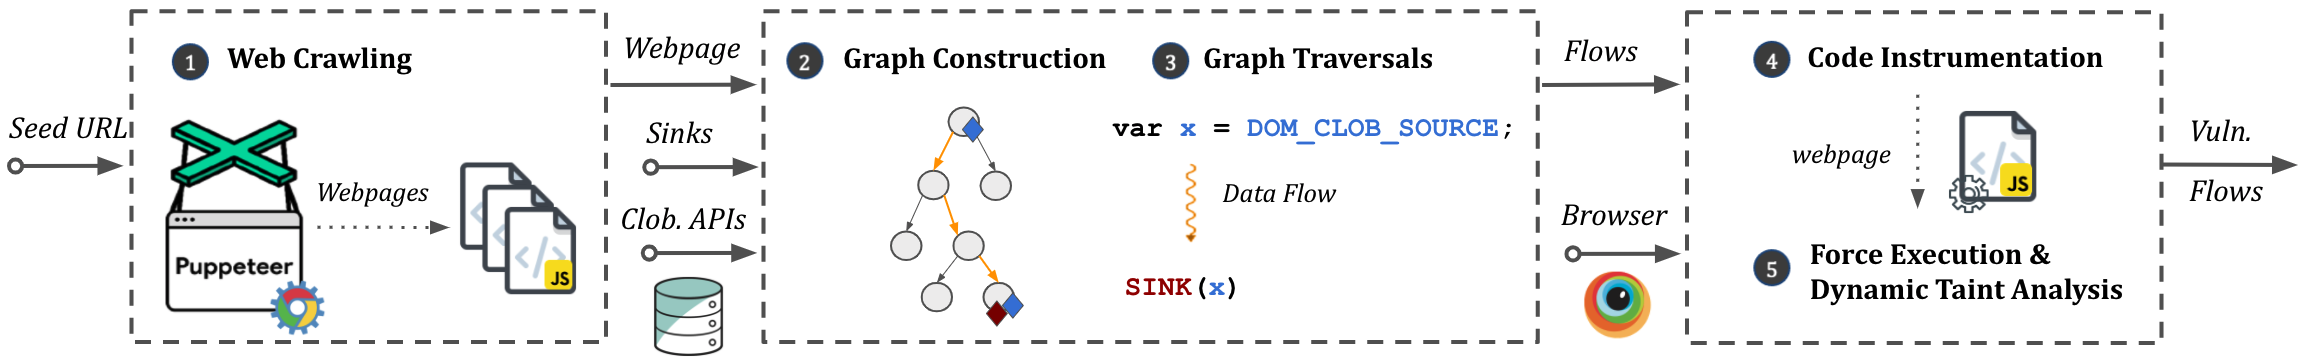 Seed URL
1 Web Crawling
Puppeteer
Webpages
JS
Webpage
Sinks
Clob. APIs
2 Graph Construction
3 Graph Traversals
var x = DOM_CLOB_SOURCE;
Data Flow
SINK(x)
Flows
Browser
4 Code Instrumentation
webpage
JS
5 Force Execution &
Dynamic Taint Analysis
Vuln.
Flows